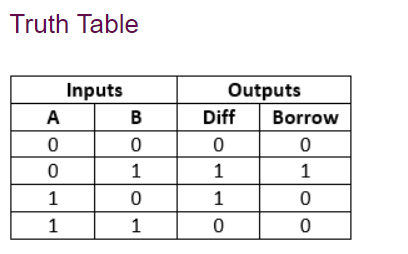 Truth Table
Inputs Outputs
A B Diff Borrow
0 0 0 0
0 1 1 1
1 0 1 0
1 1 0 0